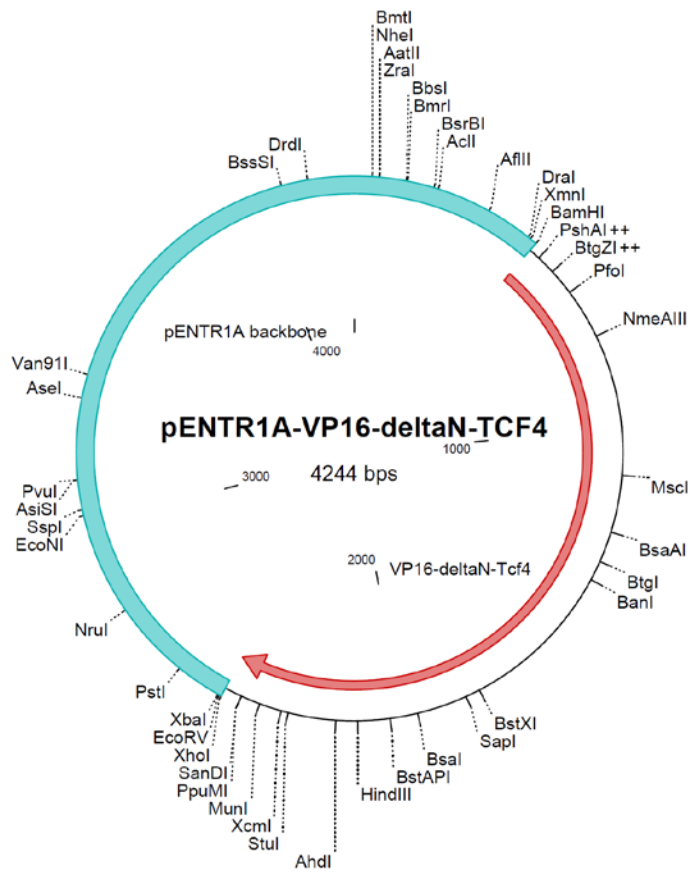 BmtI
NheI
AatII
ZraI
BbsI
BmrI
BsrBI
AclI
DrdI
BssSI
AflII
DraI
XmnI
BamHI
PshAI ++
BtgZI ++
PfoI
NmeAIII
pENTR1A backbone
4000
Van91I
AseI
pENTR1A-VP16-deltaN-TCF4
1000
4244 bps
3000
MscI
PvuI
AsiSI
SspI
EcoNI
BsaAI
2000
VP16-deltaN-Tcf4
BtgI
BanI
NruI
PstI
XbaI
EcoRV
XhoI
SanDI
PpuMI
MunI
XcmI
StuI
AhdI
HindIII
BstAPI
BsaI
SapI
BstXI